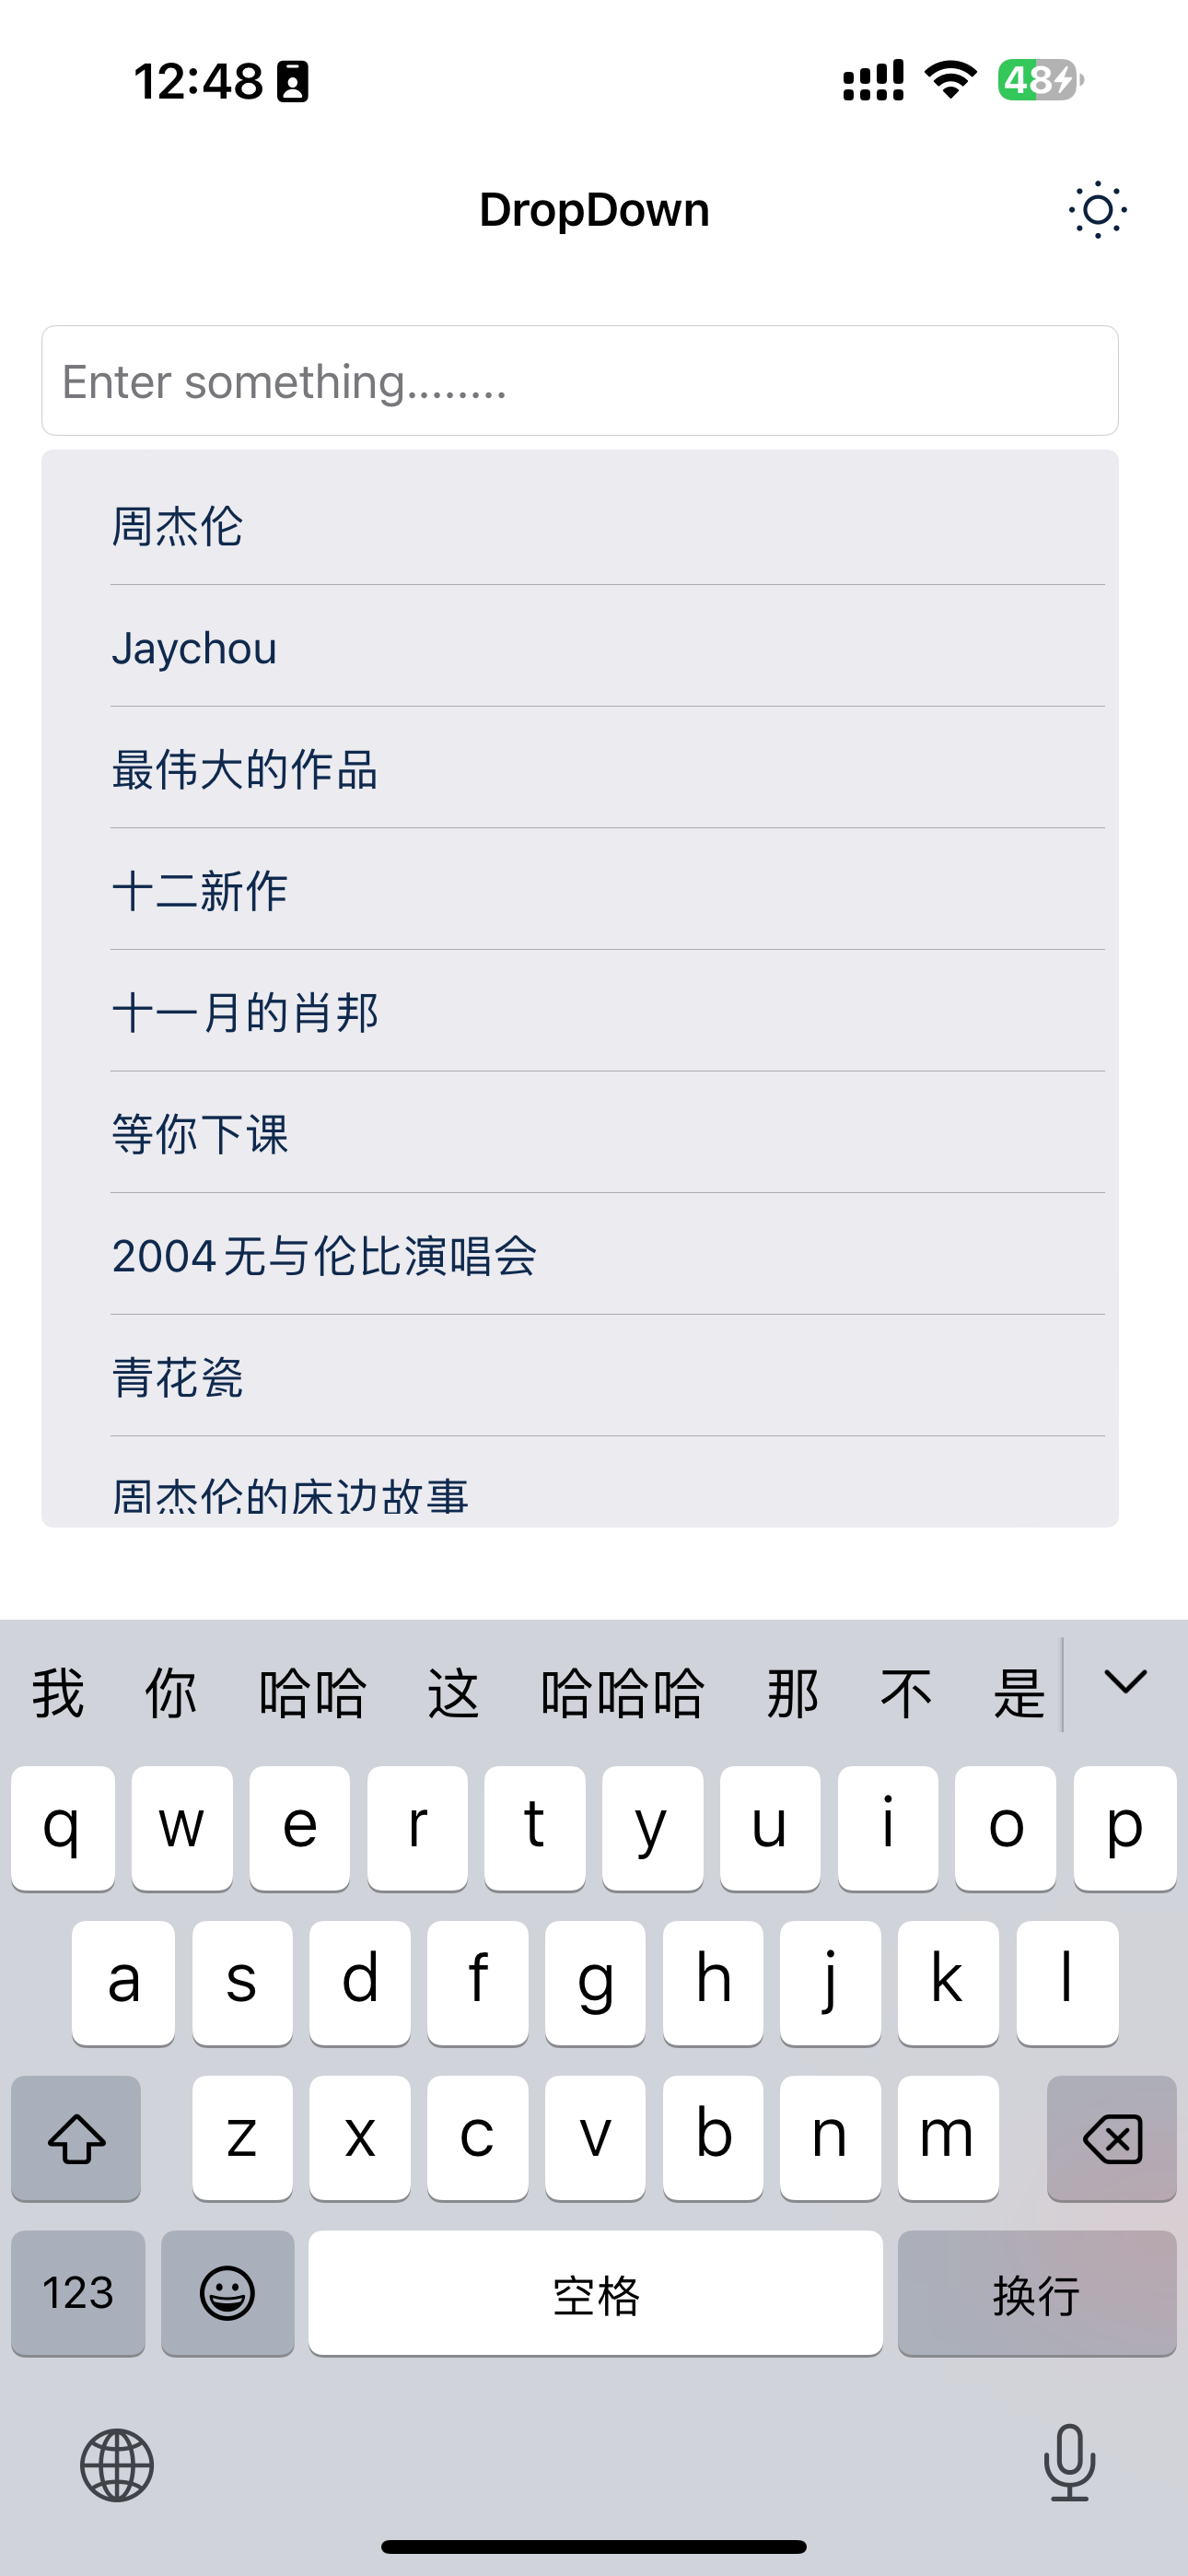 12:48
48
DropDown
Enter something........
周杰伦
Jaychou
最伟大的作品
十二新作
十一月的肖邦
等你下课
2004无与伦比演唱会
青花瓷
周杰伦的床边故事
我 你 哈哈 这 哈哈哈 那 不 是
q w e r t y u i o p
a s d f g h j k l
z x c v b n m
123 空格 换行